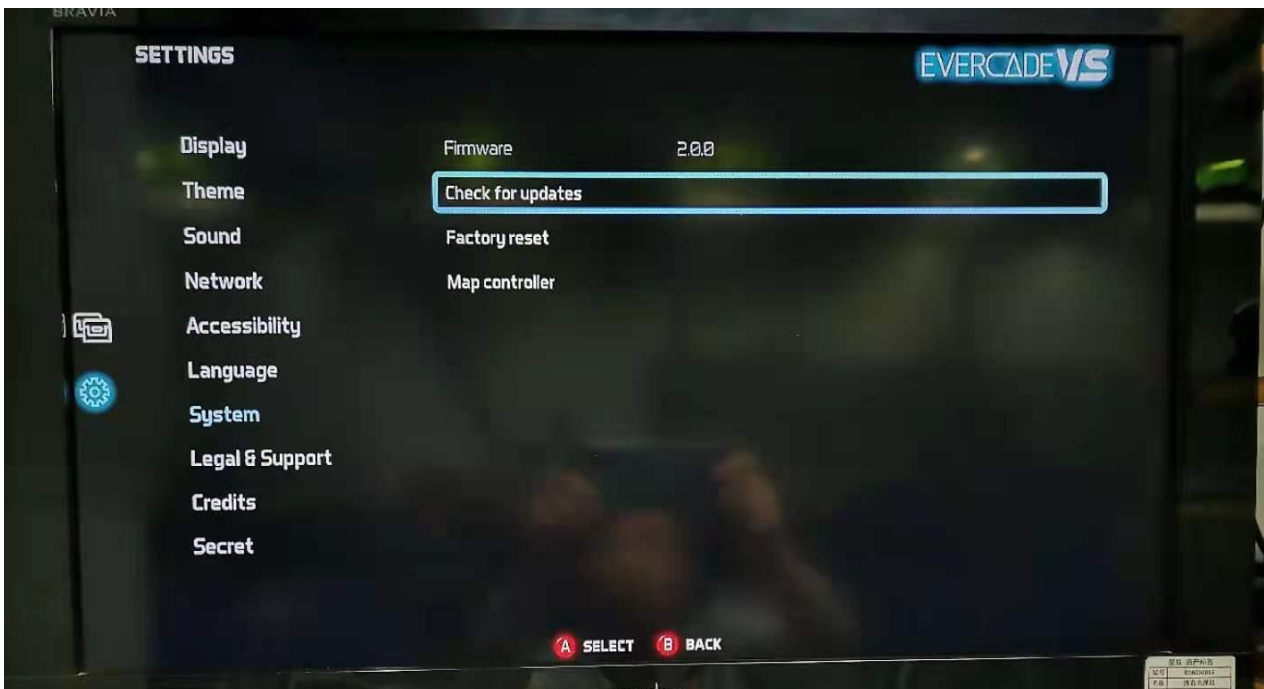 BRAVIA
SETTINGS
EVERCADE VS
Display
Theme
Sound
Network
Accessibility
Language
System
Legal & Support
Credits
Secret
Firmware 2.0.0
Check for updates
Factory reset
Map controller
A SELECT B BACK